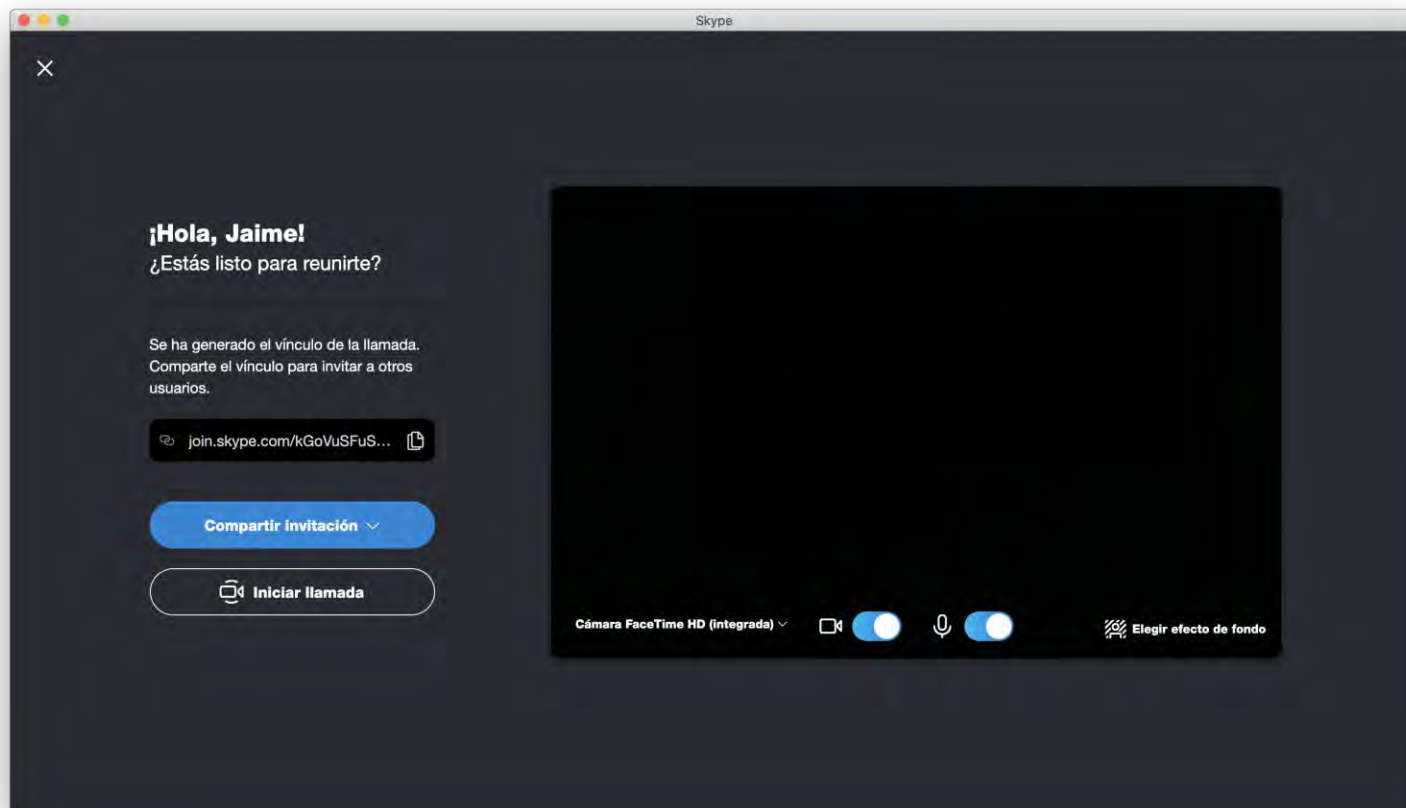 Skype
¡Hola, Jaime!
¿Estás listo para reunirte?
Se ha generado el vínculo de la llamada.
Comparte el vínculo para invitar a otros
usuarios.
join.skype.com/kGoVuSFuS...
Compartir invitación
Iniciar llamada
Cámara FaceTime HD (integrada)
Elegir efecto de fondo